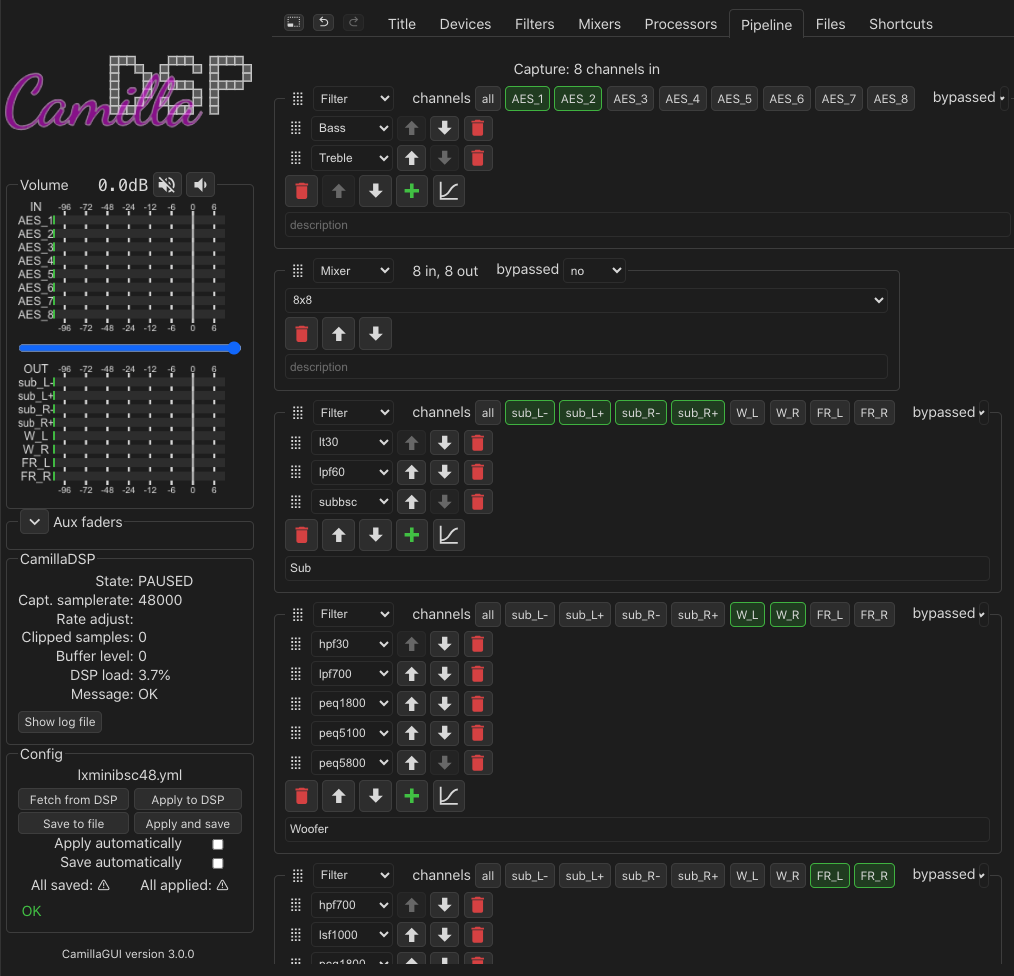 Camilla DSP
Title Devices Filters Mixers Processors Pipeline Files Shortcuts
Volume 0.0dB
IN -96 -72 -48 -24 -12 -6 0 6
AES_1
AES_2
AES_3
AES_4
AES_5
AES_6
AES_7
AES_8
-96 -72 -48 -24 -12 -6 0 6
OUT -96 -72 -48 -24 -12 -6 0 6
sub_L-
sub_L+
sub_R-
sub_R+
W_L
W_R
FR_L
FR_R
-96 -72 -48 -24 -12 -6 0 6
Aux faders
CamillaDSP
State: PAUSED
Capt. samplerate: 48000
Rate adjust:
Clipped samples: 0
Buffer level: 0
DSP load: 3.7%
Message: OK
Show log file
Config
lxminibsc48.yml
Fetch from DSP Apply to DSP
Save to file Apply and save
Apply automatically
Save automatically
All saved: ⚠ All applied: ⚠
OK
CamillaGUI version 3.0.0
Capture: 8 channels in
Filter channels all AES_1 AES_2 AES_3 AES_4 AES_5 AES_6 AES_7 AES_8 bypassed
Bass
Treble
description
Mixer 8 in, 8 out bypassed no
8x8
description
Filter channels all sub_L- sub_L+ sub_R- sub_R+ W_L W_R FR_L FR_R bypassed
lt30
lpf60
subbsc
Sub
Filter channels all sub_L- sub_L+ sub_R- sub_R+ W_L W_R FR_L FR_R bypassed
hpf30
lpf700
peq1800
peq5100
peq5800
Woofer
Filter channels all sub_L- sub_L+ sub_R- sub_R+ W_L W_R FR_L FR_R bypassed
hpf700
lsf1000
peq1800